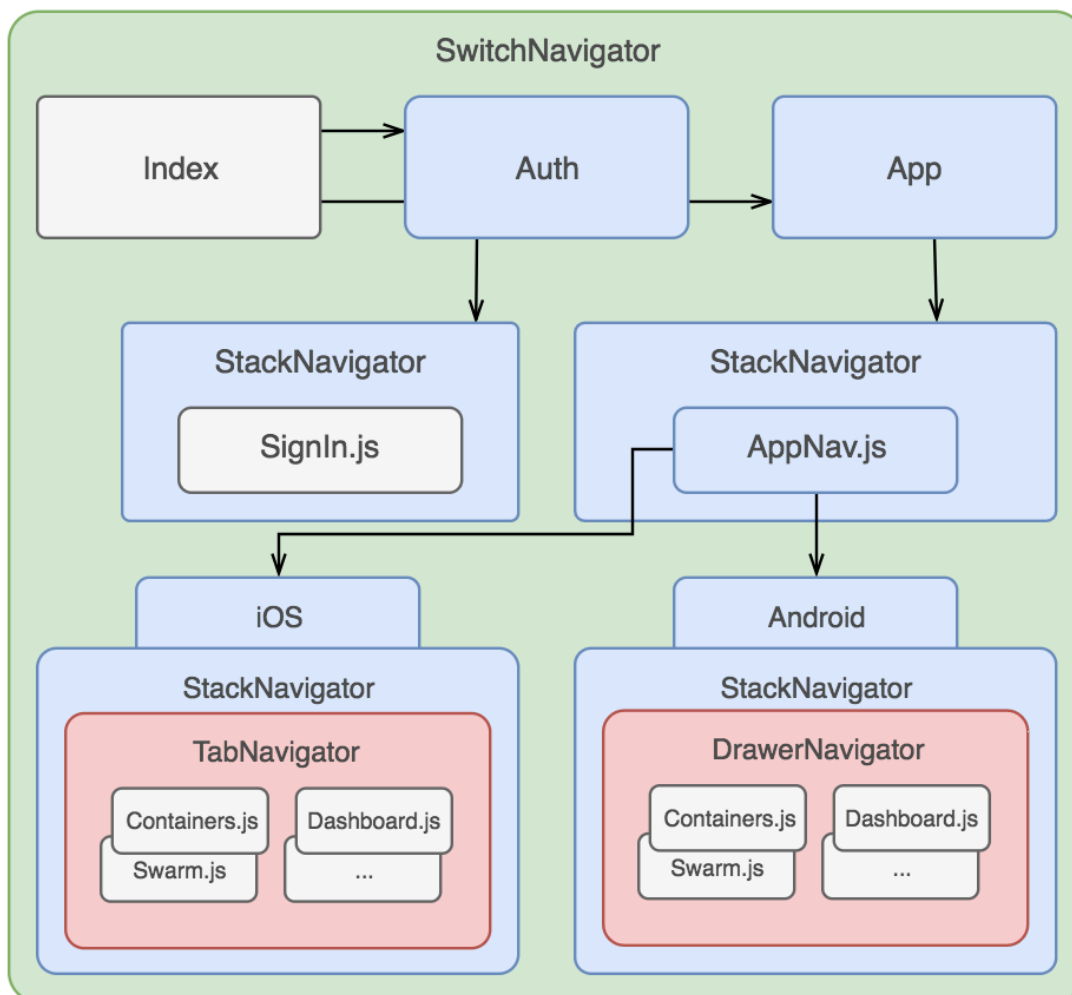 SwitchNavigator
Index
Auth
App
StackNavigator
SignIn.js
StackNavigator
AppNav.js
iOS
StackNavigator
TabNavigator
Containers.js
Dashboard.js
Swarm.js
...
Android
StackNavigator
DrawerNavigator
Containers.js
Dashboard.js
Swarm.js
...